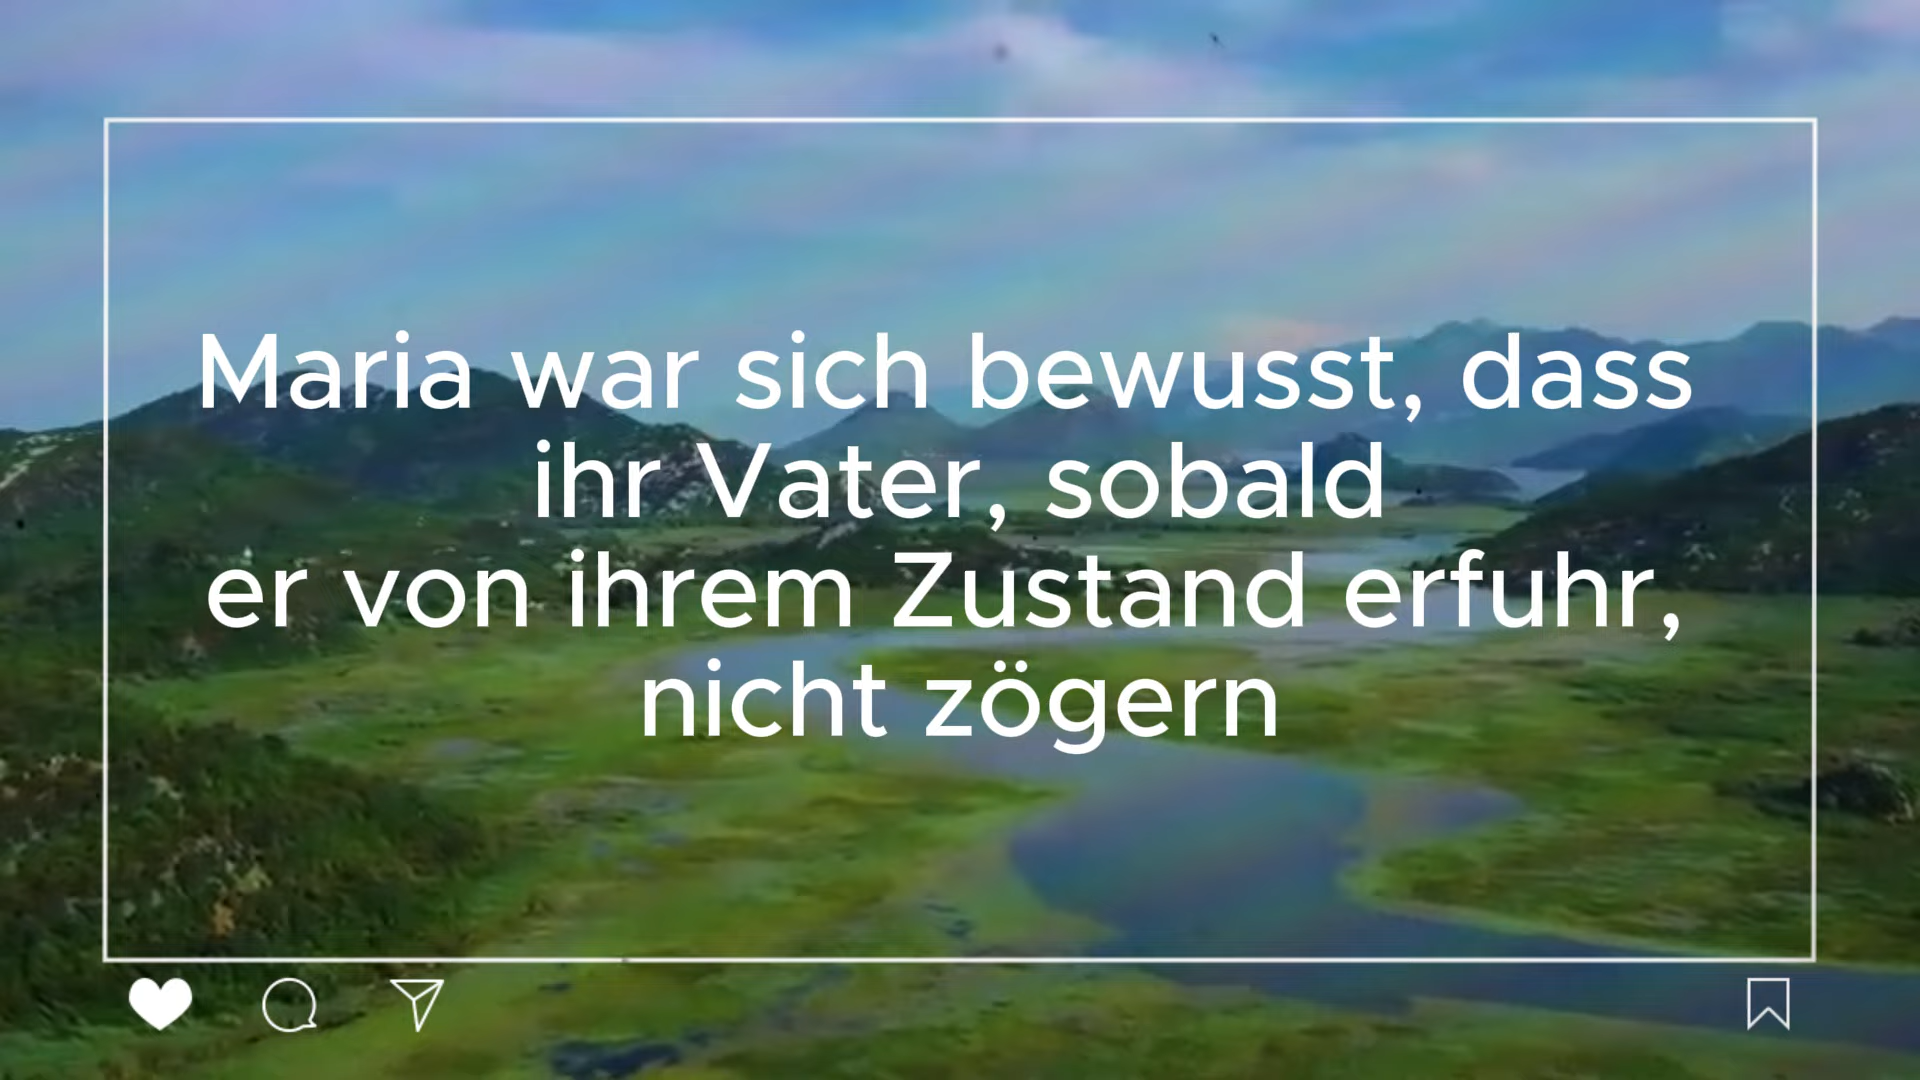 Maria war sich bewusst, dass
ihr Vater, sobald
er von ihrem Zustand erfuhr,
nicht zögern